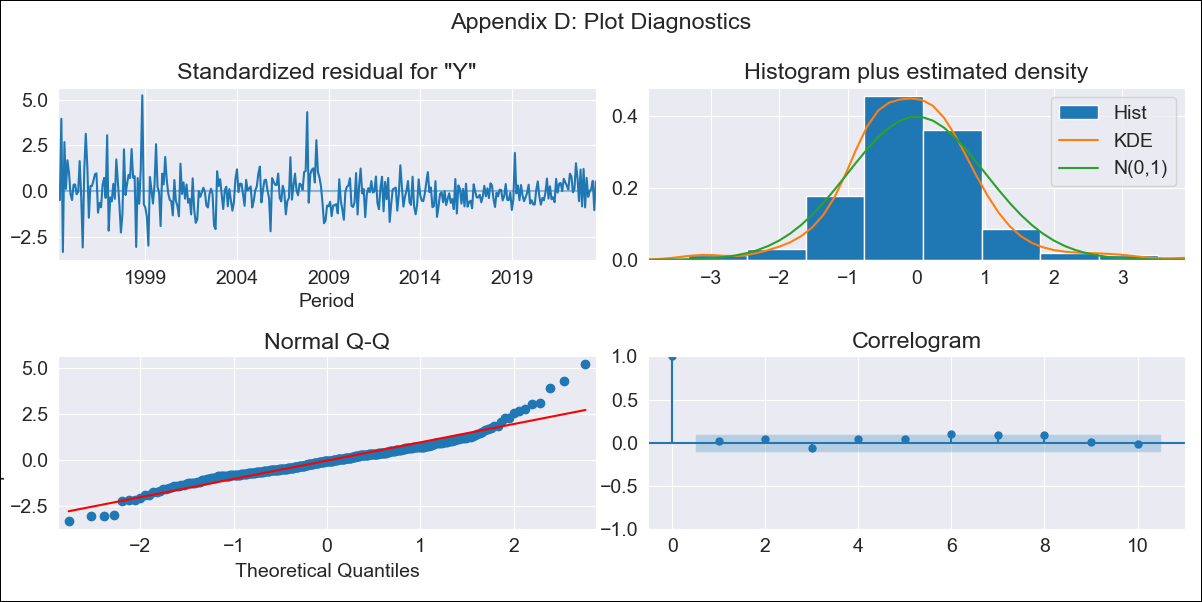 Appendix D: Plot Diagnostics
Standardized residual for "Y"
5.0
2.5
0.0
−2.5
1999 2004 2009 2014 2019
Period
Histogram plus estimated density
0.4
0.2
0.0
Hist
KDE
N(0,1)
−3 −2 −1 0 1 2 3
Normal Q-Q
5.0
2.5
0.0
−2.5
−2 −1 0 1 2
Theoretical Quantiles
Correlogram
1.0
0.5
0.0
−0.5
−1.0
0 2 4 6 8 10